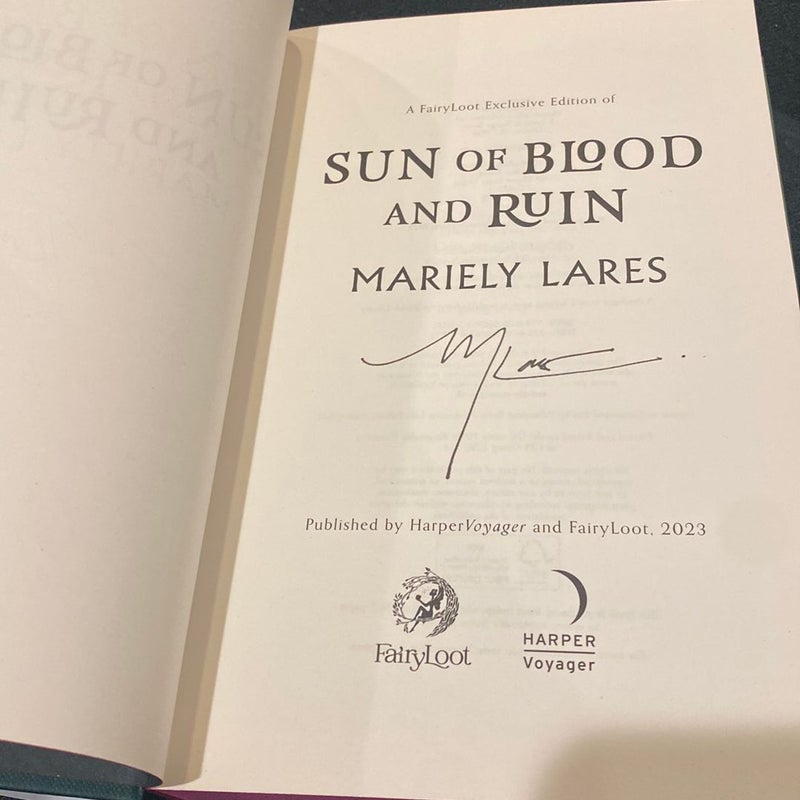 A FairyLoot Exclusive Edition of
SUN OF BLOOD
AND RUIN
MARIELY LARES
MLares
Published by HarperVoyager and FairyLoot, 2023
FairyLoot
HARPER
Voyager